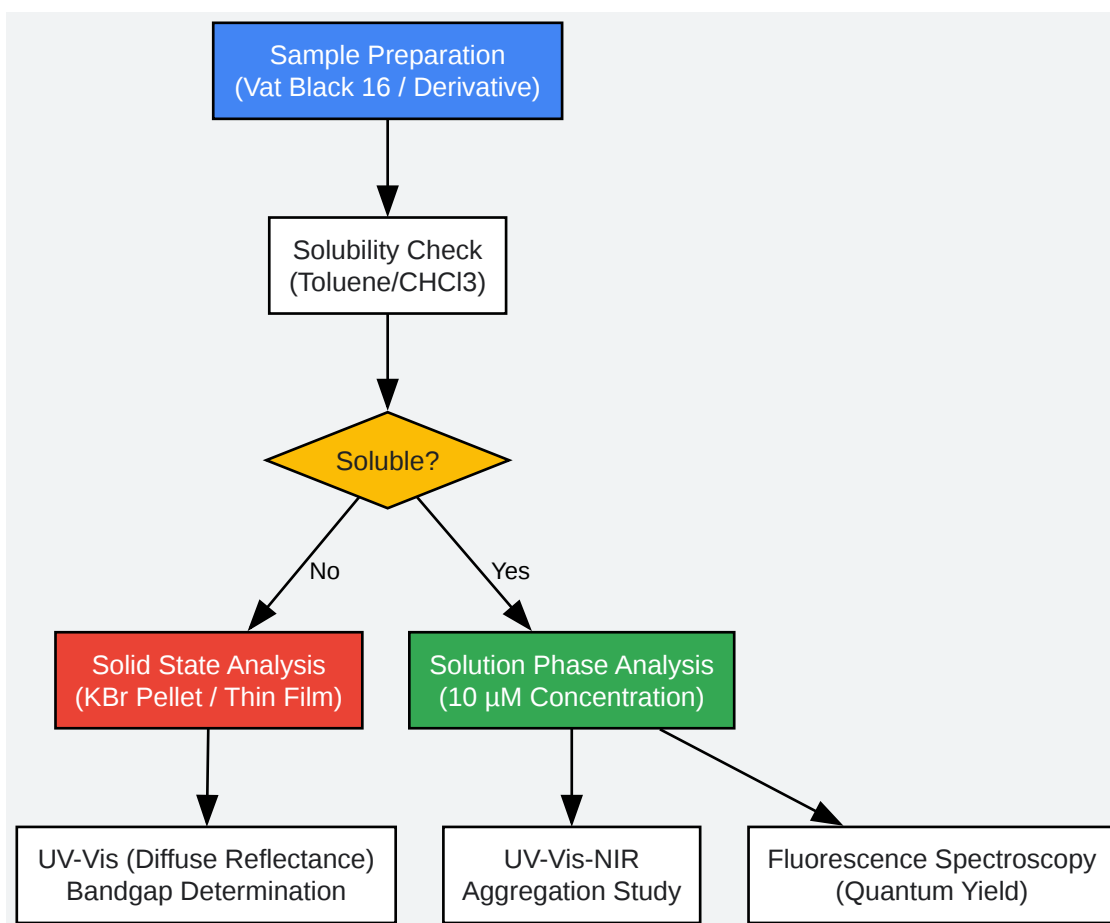 Sample Preparation
(Vat Black 16 / Derivative)
Solubility Check
(Toluene/CHCl3)
Soluble?
No
Yes
Solid State Analysis
(KBr Pellet / Thin Film)
Solution Phase Analysis
(10 µM Concentration)
UV-Vis (Diffuse Reflectance)
Bandgap Determination
UV-Vis-NIR
Aggregation Study
Fluorescence Spectroscopy
(Quantum Yield)